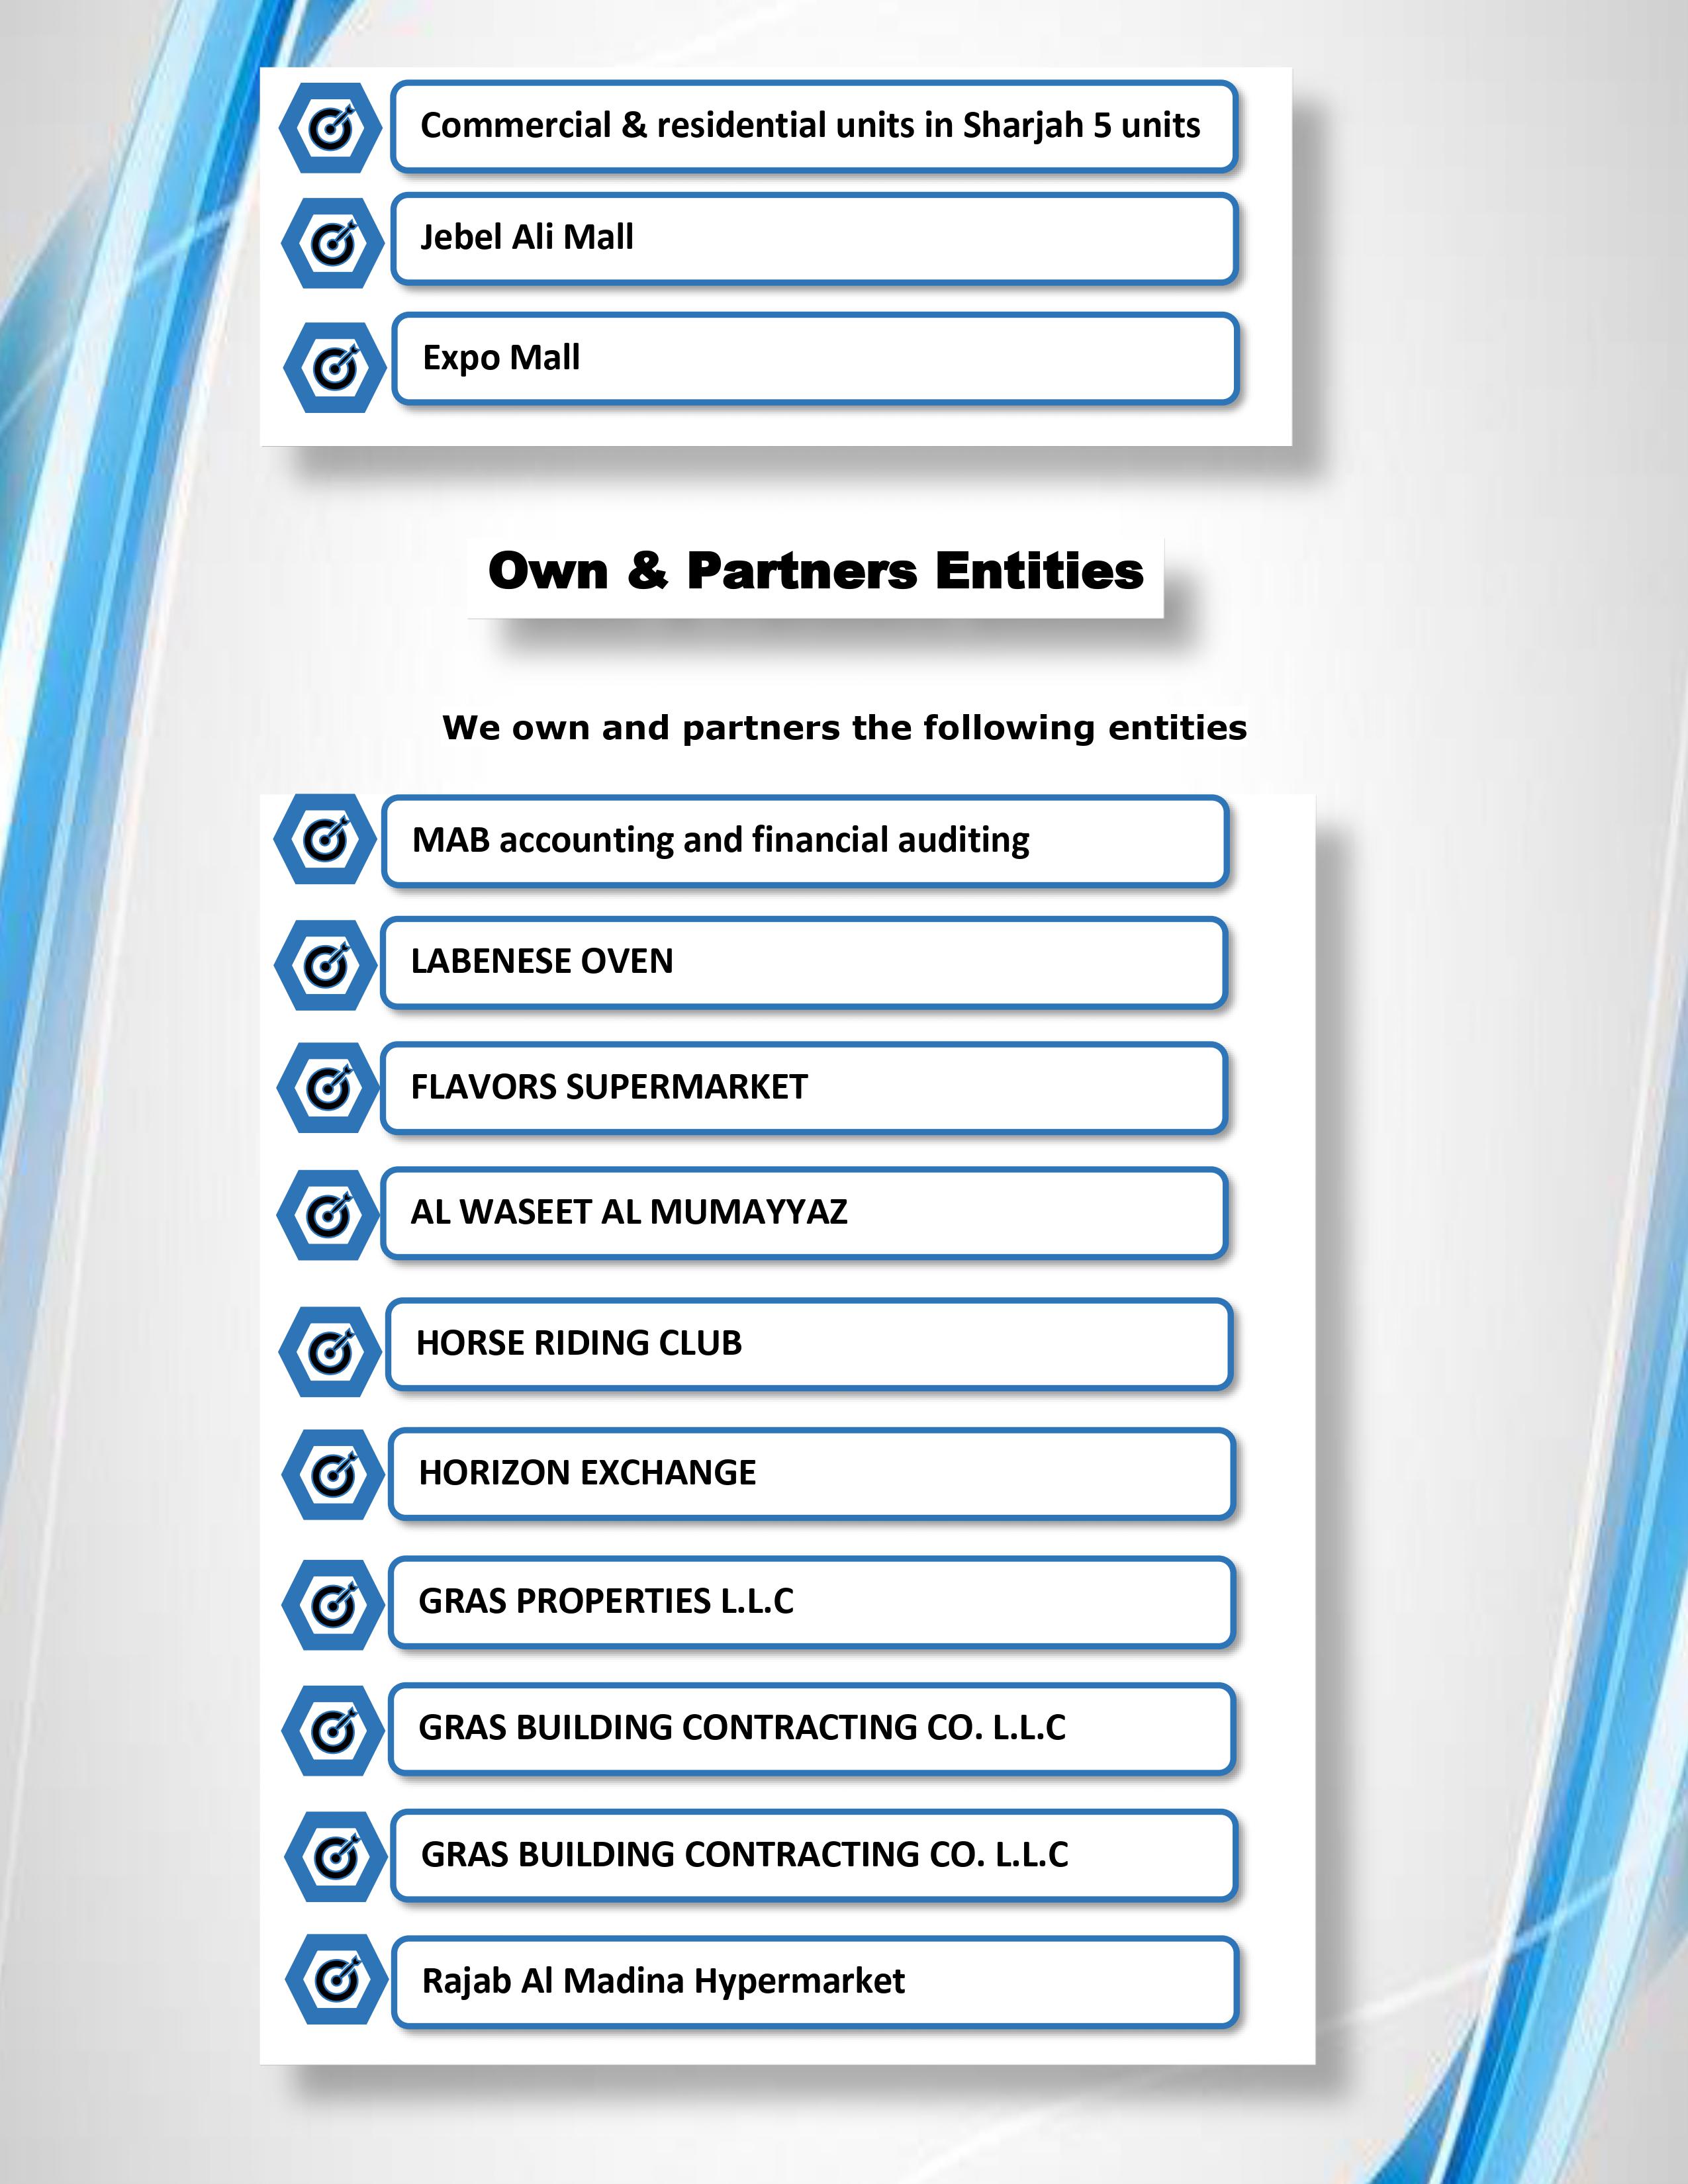 Commercial & residential units in Sharjah 5 units
Jebel Ali Mall
Expo Mall
Own & Partners Entities
We own and partners the following entities
MAB accounting and financial auditing
LABENESE OVEN
FLAVORS SUPERMARKET
AL WASEET AL MUMAYYAZ
HORSE RIDING CLUB
HORIZON EXCHANGE
GRAS PROPERTIES L.L.C
GRAS BUILDING CONTRACTING CO. L.L.C
GRAS BUILDING CONTRACTING CO. L.L.C
Rajab Al Madina Hypermarket